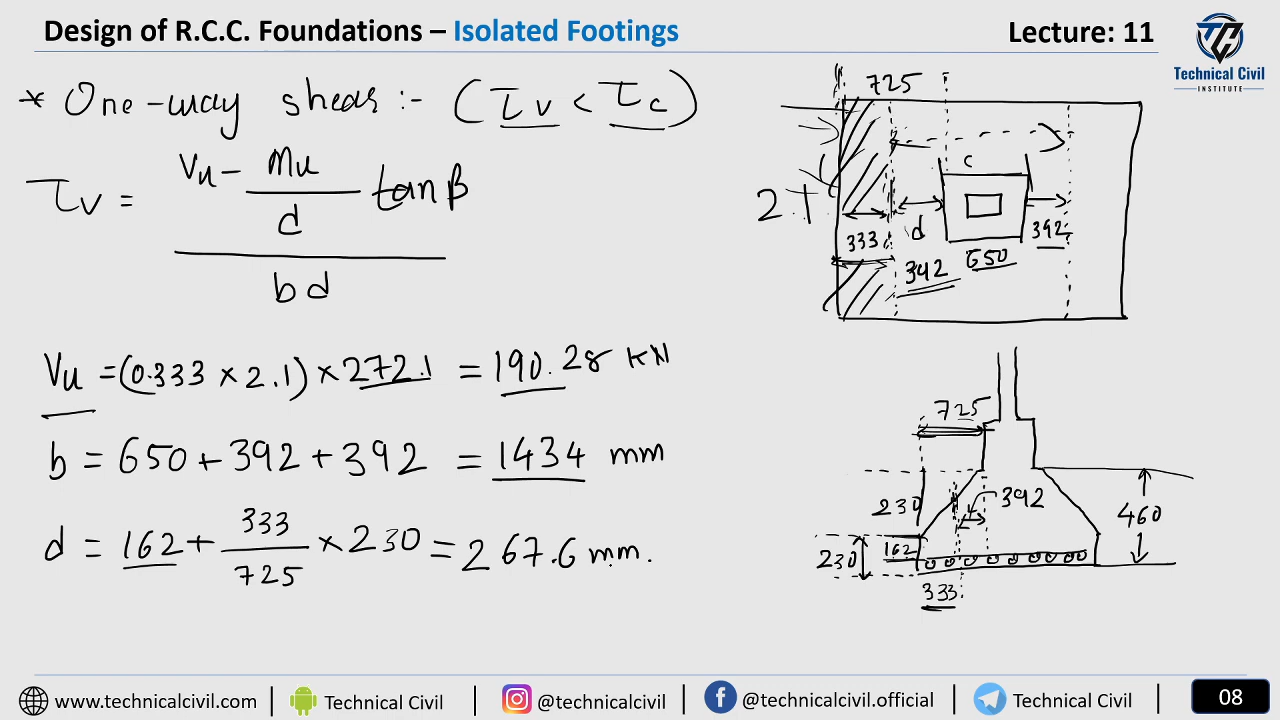 Design of R.C.C. Foundations – Isolated Footings
Lecture: 11
Technical Civil
INSTITUTE
* One-way shear :- (τv < τc)
τv = 
Vu - Mu/d tanβ
bd
Vu = (0.333 × 2.1) × 272.1 = 190.28 kN
b = 650 + 392 + 392 = 1434 mm
d = 162 + 333/725 × 230 = 267.6 mm.
725
2.1
c
333
d
392
650
392
725
230
392
460
230
162
333
www.technicalcivil.com
Technical Civil
@technicalcivil
@technicalcivil.official
Technical Civil
08